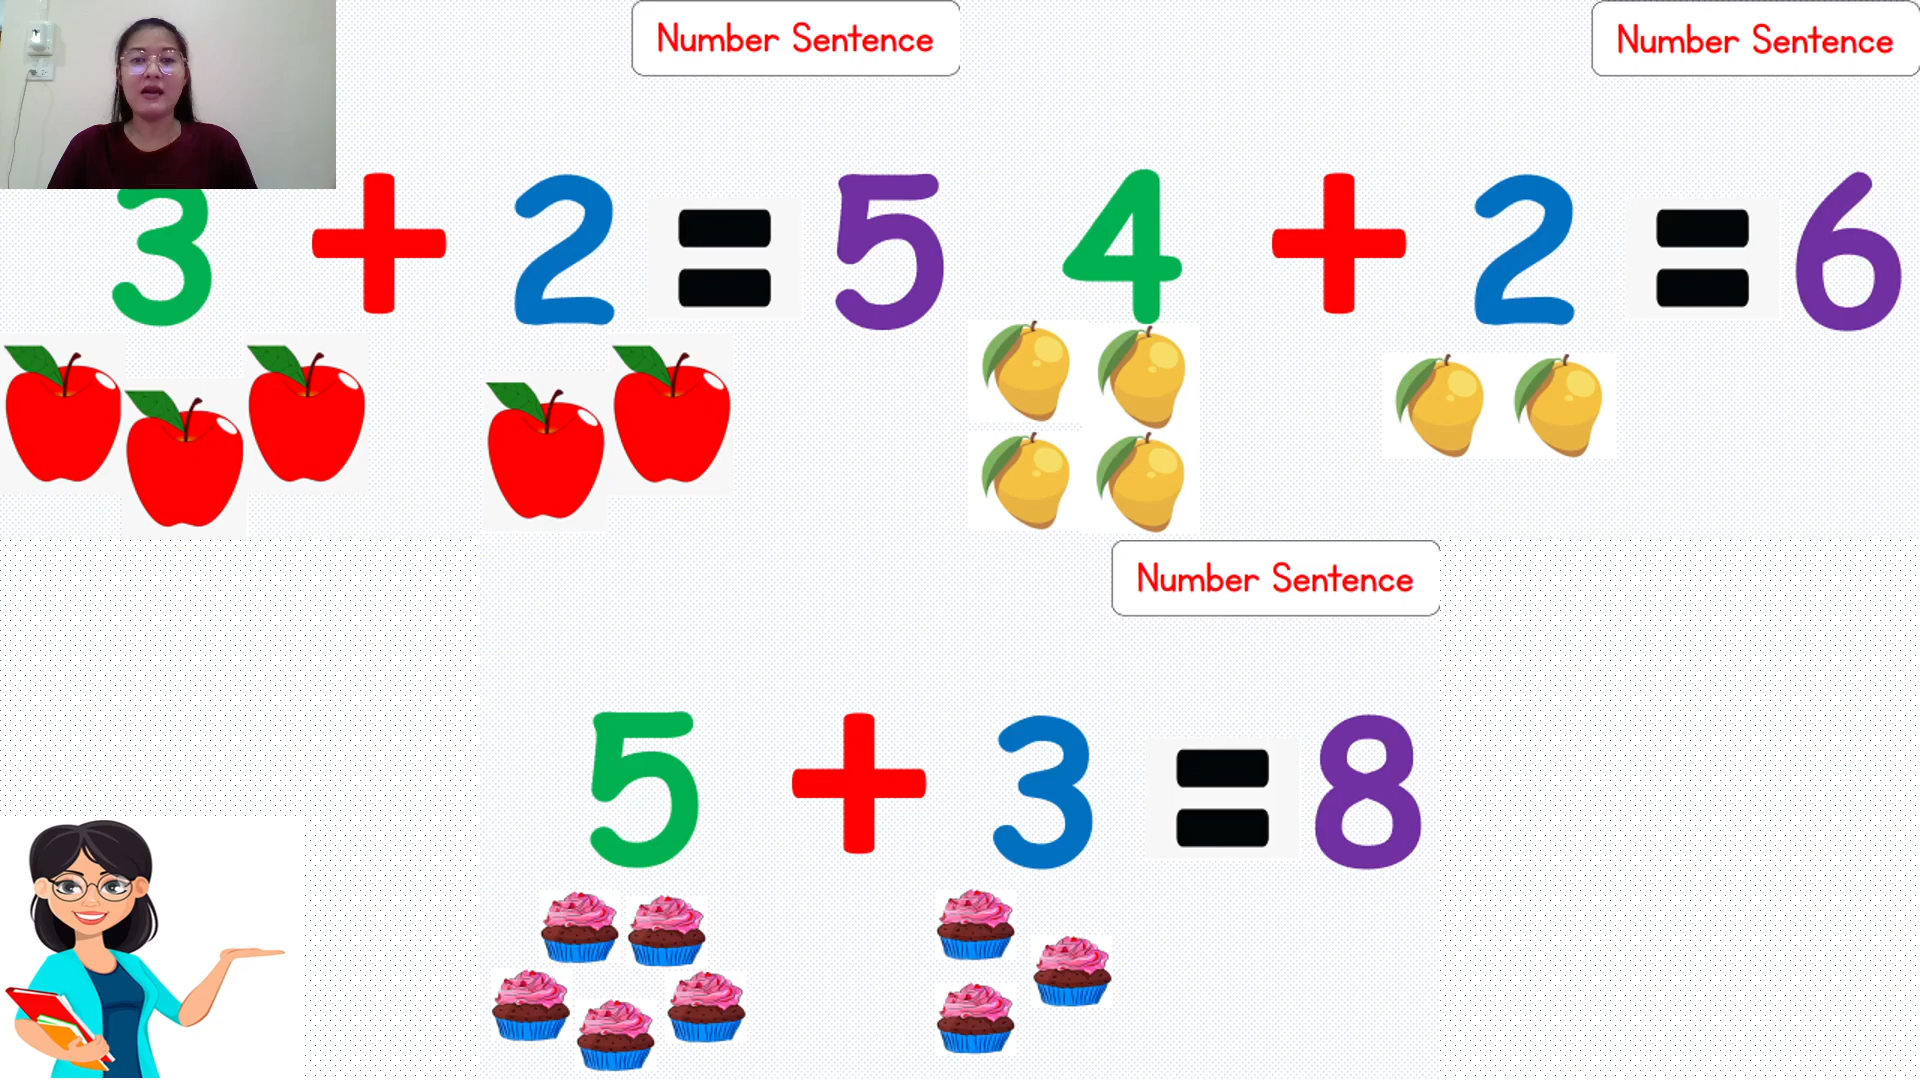 Number Sentence
Number Sentence
3 + 2 = 5
4 + 2 = 6
Number Sentence
5 + 3 = 8